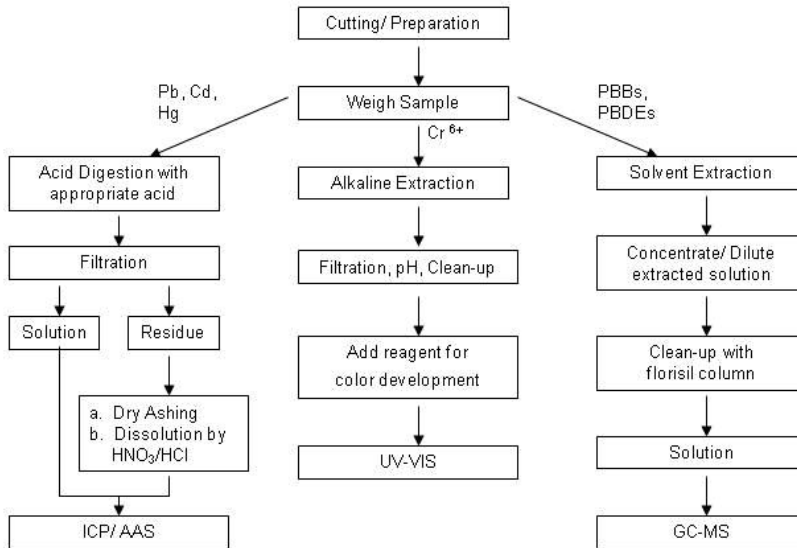 Cutting/ Preparation
Pb, Cd,
Hg
Weigh Sample
PBBs,
PBDEs
Cr 6+
Acid Digestion with
appropriate acid
Alkaline Extraction
Solvent Extraction
Filtration
Filtration, pH, Clean-up
Concentrate/ Dilute
extracted solution
Solution
Residue
Add reagent for
color development
Clean-up with
florisil column
a. Dry Ashing
b. Dissolution by
HNO₃/HCl
UV-VIS
Solution
ICP/ AAS
GC-MS